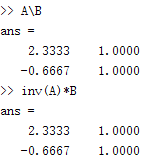 >> A\B
ans =
2.3333 1.0000
-0.6667 1.0000
>> inv(A)*B
ans =
2.3333 1.0000
-0.6667 1.0000